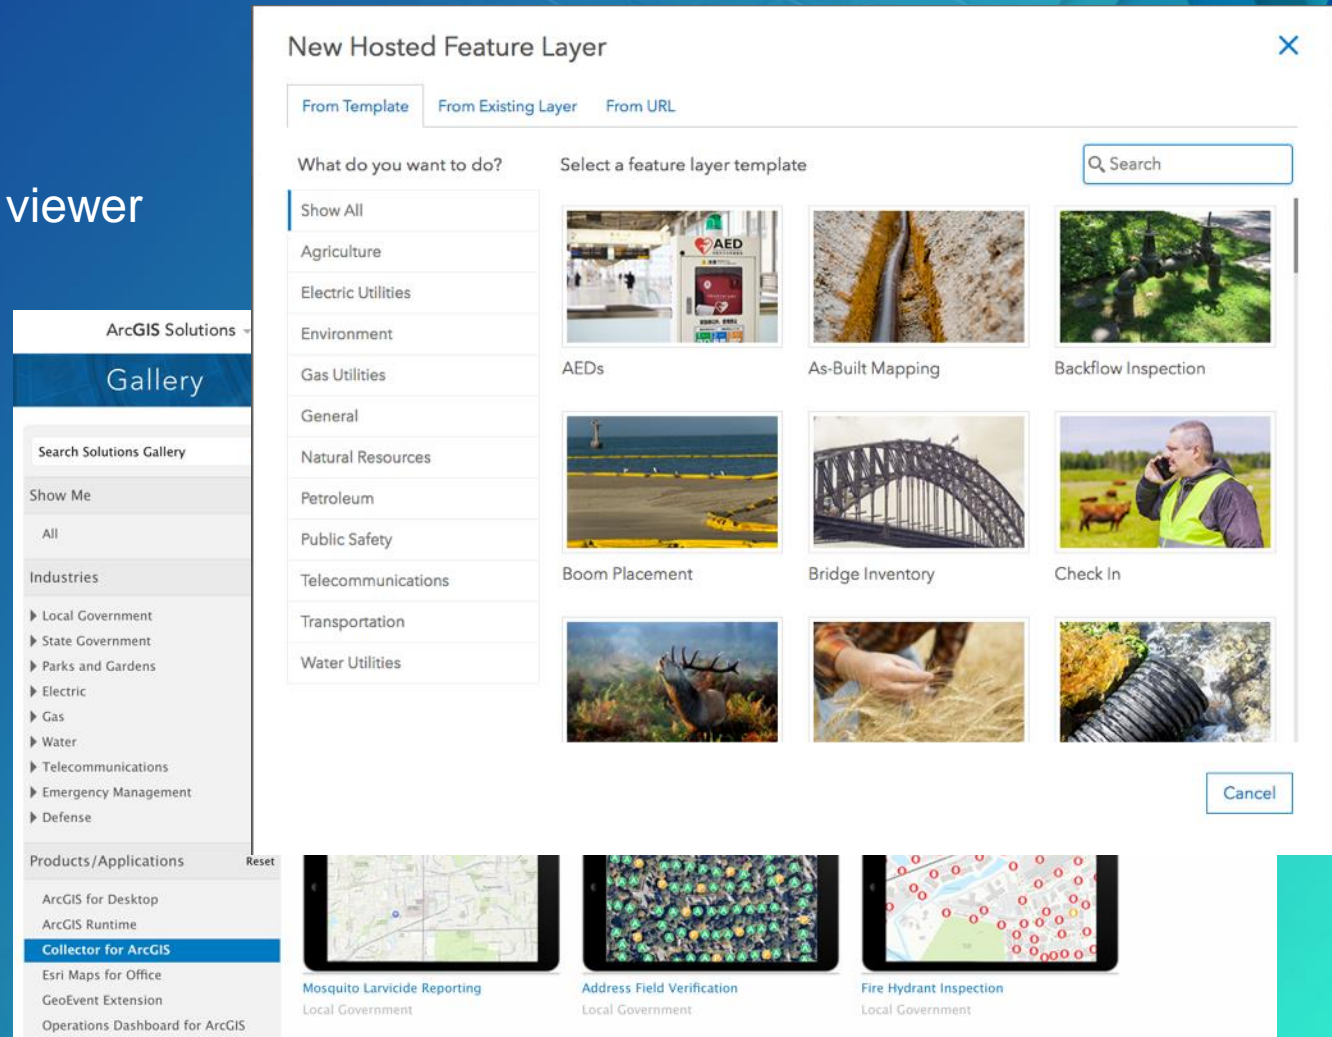 New Hosted Feature Layer
From Template
From Existing Layer
From URL
What do you want to do?
Select a feature layer template
Search
Show All
Agriculture
Electric Utilities
Environment
Gas Utilities
General
Natural Resources
Petroleum
Public Safety
Telecommunications
Transportation
Water Utilities
AED
AEDs
As-Built Mapping
Backflow Inspection
Boom Placement
Bridge Inventory
Check In
Cancel
viewer
ArcGIS Solutions
Gallery
Search Solutions Gallery
Show Me
All
Industries
Local Government
State Government
Parks and Gardens
Electric
Gas
Water
Telecommunications
Emergency Management
Defense
Products/Applications
Reset
ArcGIS for Desktop
ArcGIS Runtime
Collector for ArcGIS
Esri Maps for Office
GeoEvent Extension
Operations Dashboard for ArcGIS
Mosquito Larvicide Reporting
Local Government
Address Field Verification
Local Government
Fire Hydrant Inspection
Local Government